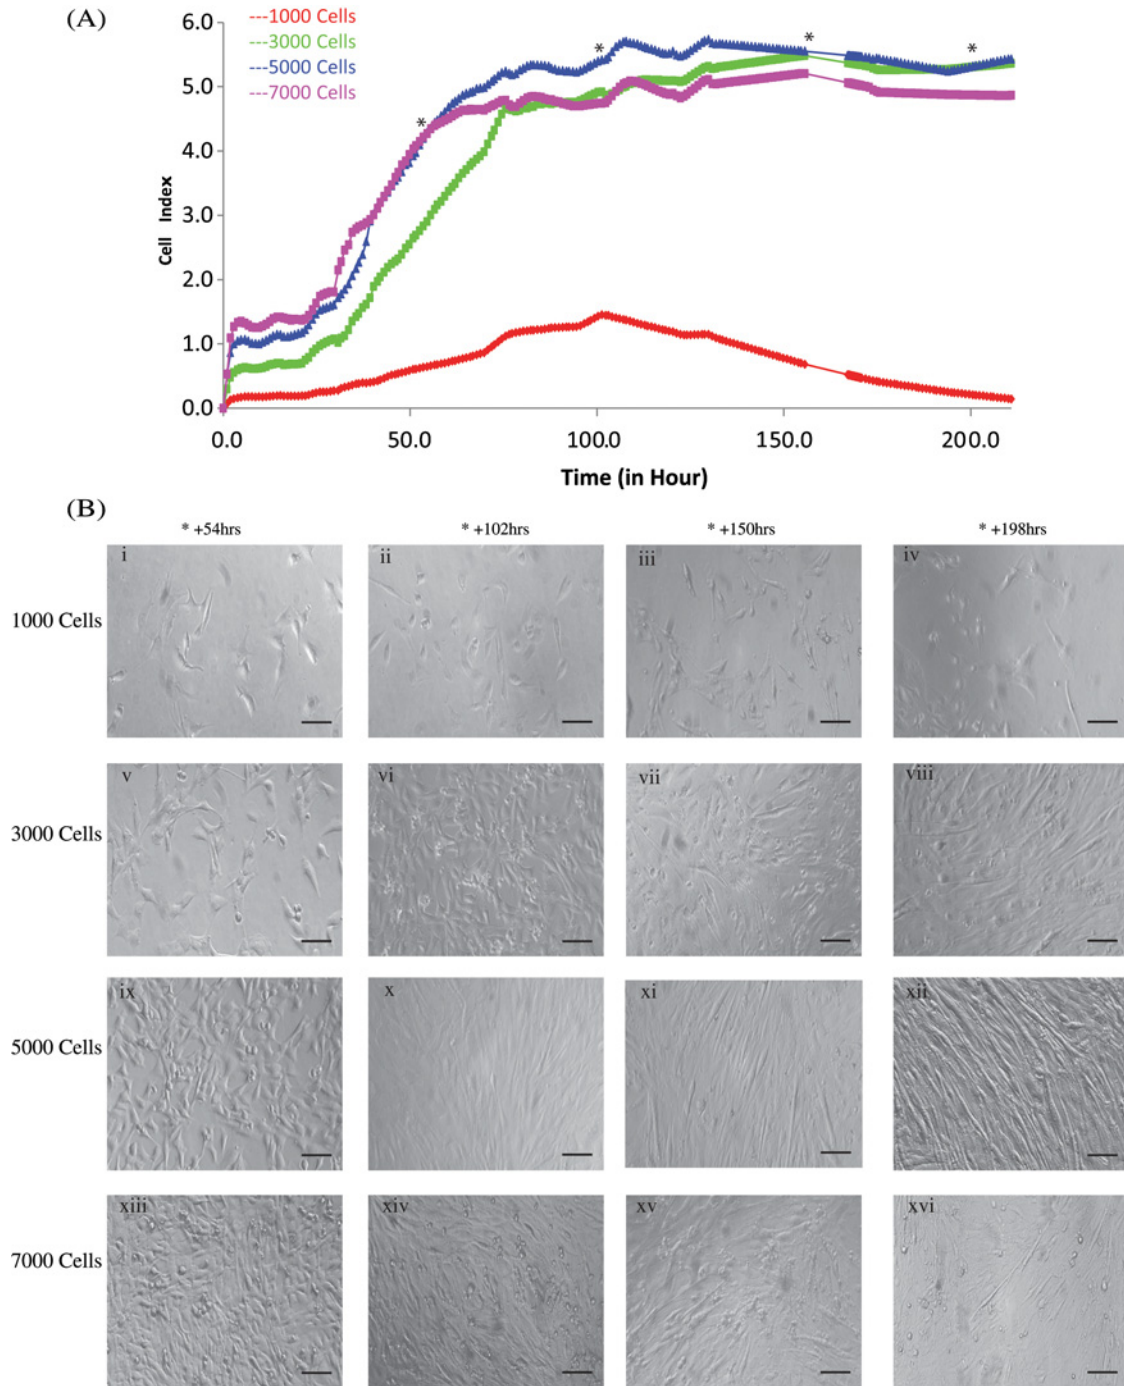 (A)
---1000 Cells
---3000 Cells
---5000 Cells
---7000 Cells
6.0
5.0
4.0
3.0
2.0
1.0
0.0
Cell Index
* * * *
0.0 50.0 100.0 150.0 200.0
Time (in Hour)
(B)
* +54hrs * +102hrs * +150hrs * +198hrs
1000 Cells
i ii iii iv
3000 Cells
v vi vii viii
5000 Cells
ix x xi xii
7000 Cells
xiii xiv xv xvi